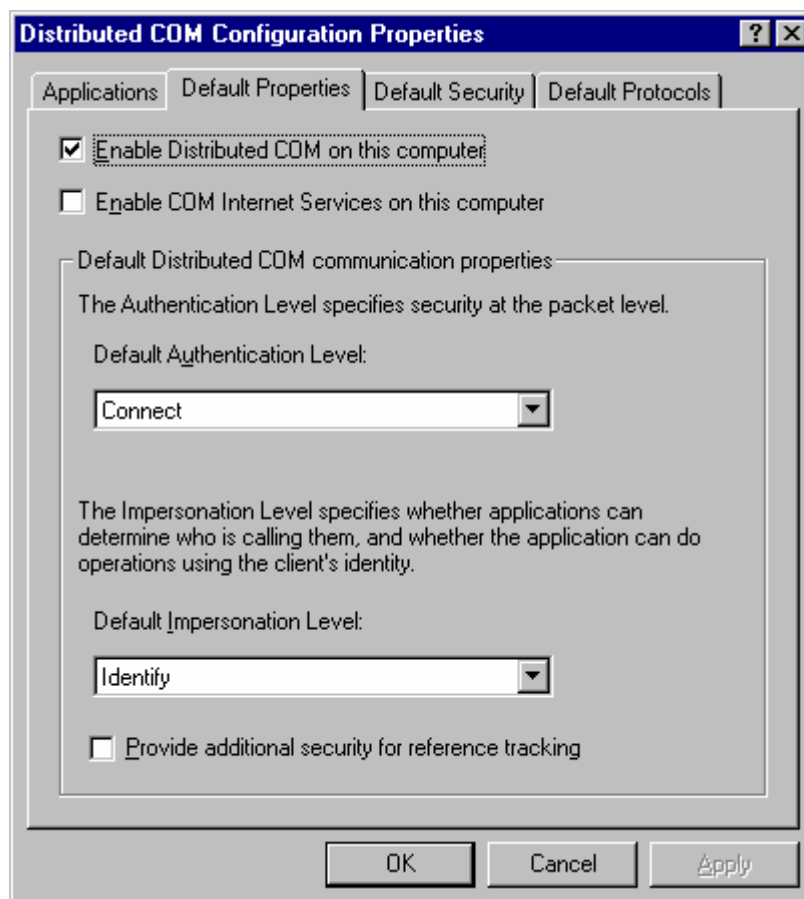 Distributed COM Configuration Properties
Applications Default Properties Default Security Default Protocols
Enable Distributed COM on this computer
Enable COM Internet Services on this computer
Default Distributed COM communication properties
The Authentication Level specifies security at the packet level.
Default Authentication Level:
Connect
The Impersonation Level specifies whether applications can
determine who is calling them, and whether the application can do
operations using the client's identity.
Default Impersonation Level:
Identify
Provide additional security for reference tracking
OK Cancel Apply